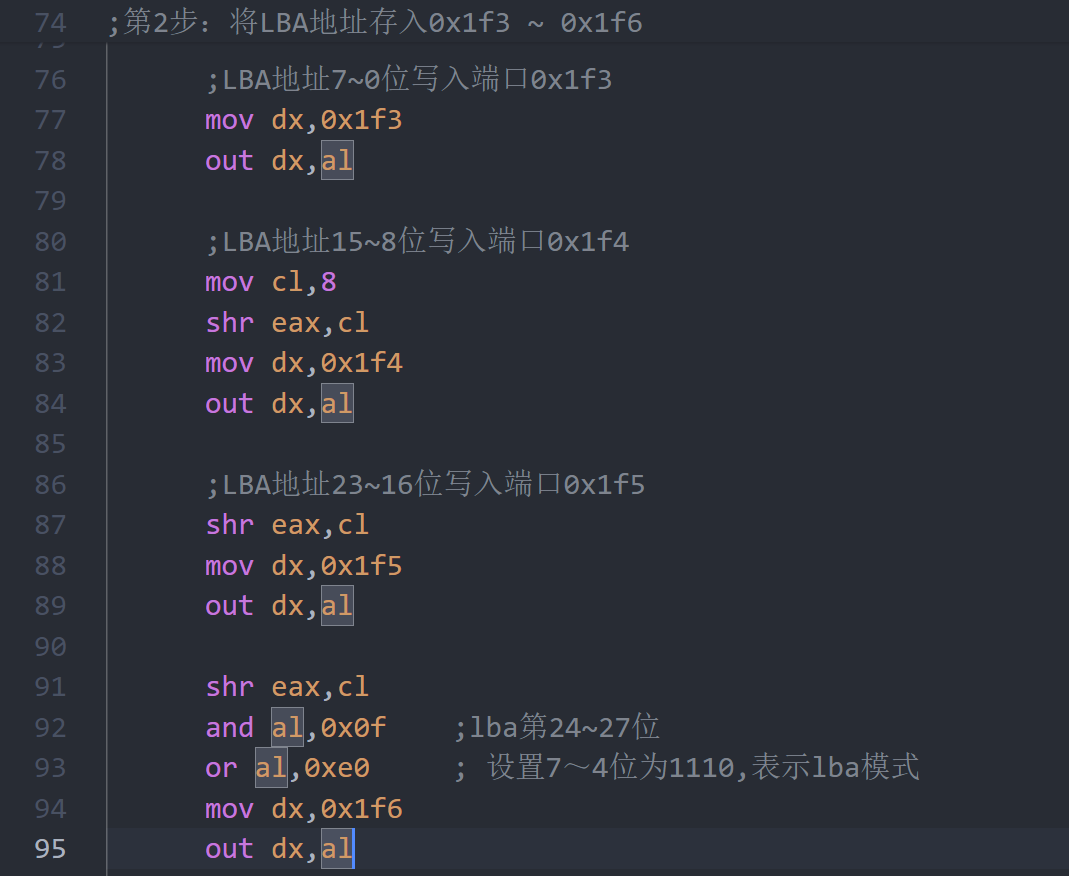 74 ;第2步：将LBA地址存入0x1f3 ~ 0x1f6
76 ;LBA地址7~0位写入端口0x1f3
77 mov dx,0x1f3
78 out dx,al
79
80 ;LBA地址15~8位写入端口0x1f4
81 mov cl,8
82 shr eax,cl
83 mov dx,0x1f4
84 out dx,al
85
86 ;LBA地址23~16位写入端口0x1f5
87 shr eax,cl
88 mov dx,0x1f5
89 out dx,al
90
91 shr eax,cl
92 and al,0x0f ;lba第24~27位
93 or al,0xe0 ; 设置7～4位为1110,表示lba模式
94 mov dx,0x1f6
95 out dx,al